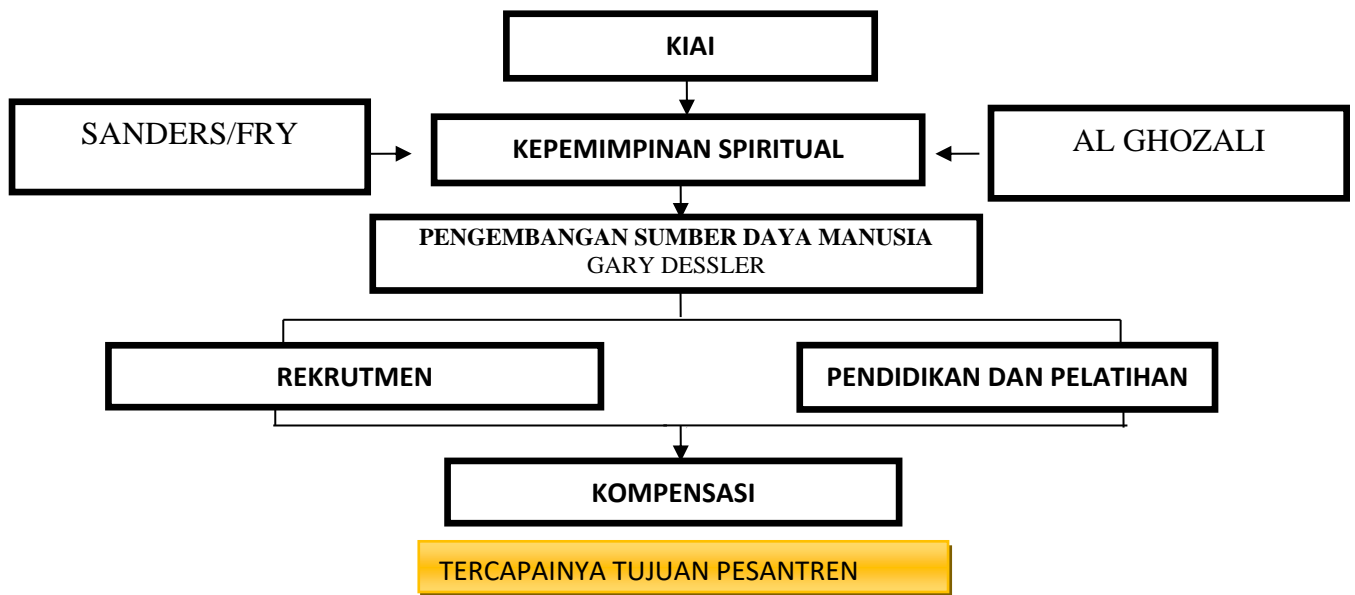 KIAI
SANDERS/FRY
KEPEMIMPINAN SPIRITUAL
AL GHOZALI
PENGEMBANGAN SUMBER DAYA MANUSIA
GARY DESSLER
REKRUTMEN
PENDIDIKAN DAN PELATIHAN
KOMPENSASI
TERCAPAINYA TUJUAN PESANTREN